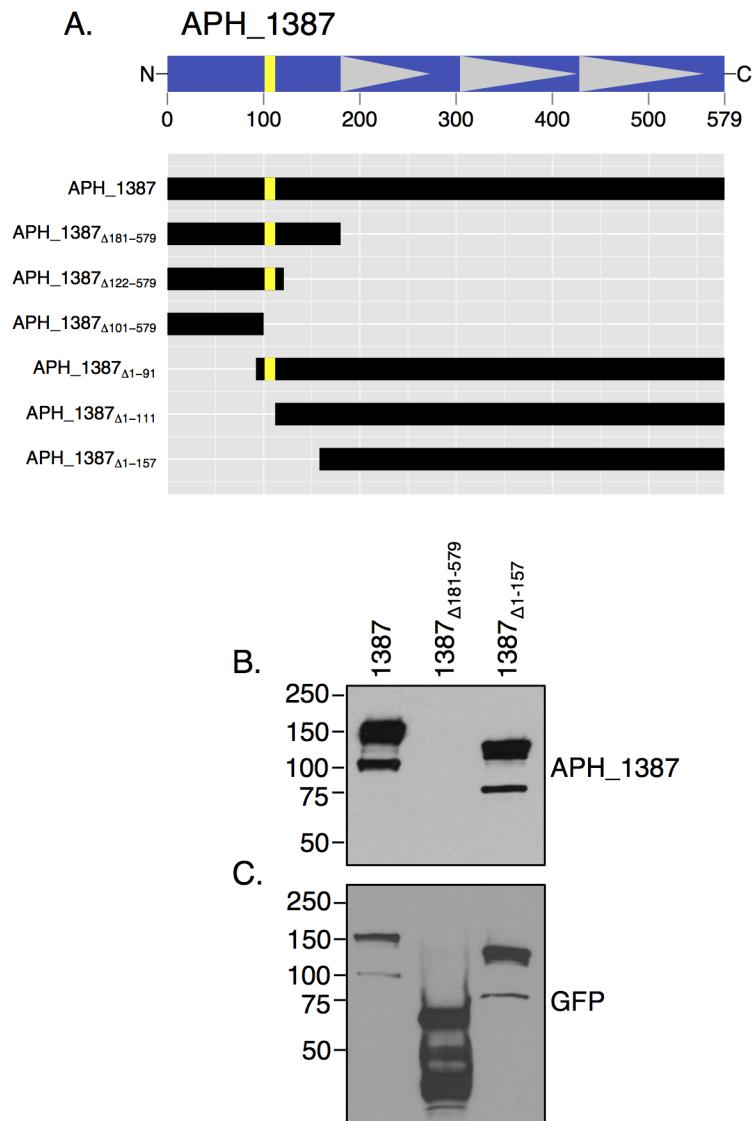 A. APH_1387
N C
0 100 200 300 400 500 579
APH_1387
APH_1387Δ181–579
APH_1387Δ122–579
APH_1387Δ101–579
APH_1387Δ1–91
APH_1387Δ1–111
APH_1387Δ1–157
1387 1387Δ181-579 1387Δ1-157
B.
250
150
100
75
50
APH_1387
C.
250
150
100
75
50
GFP